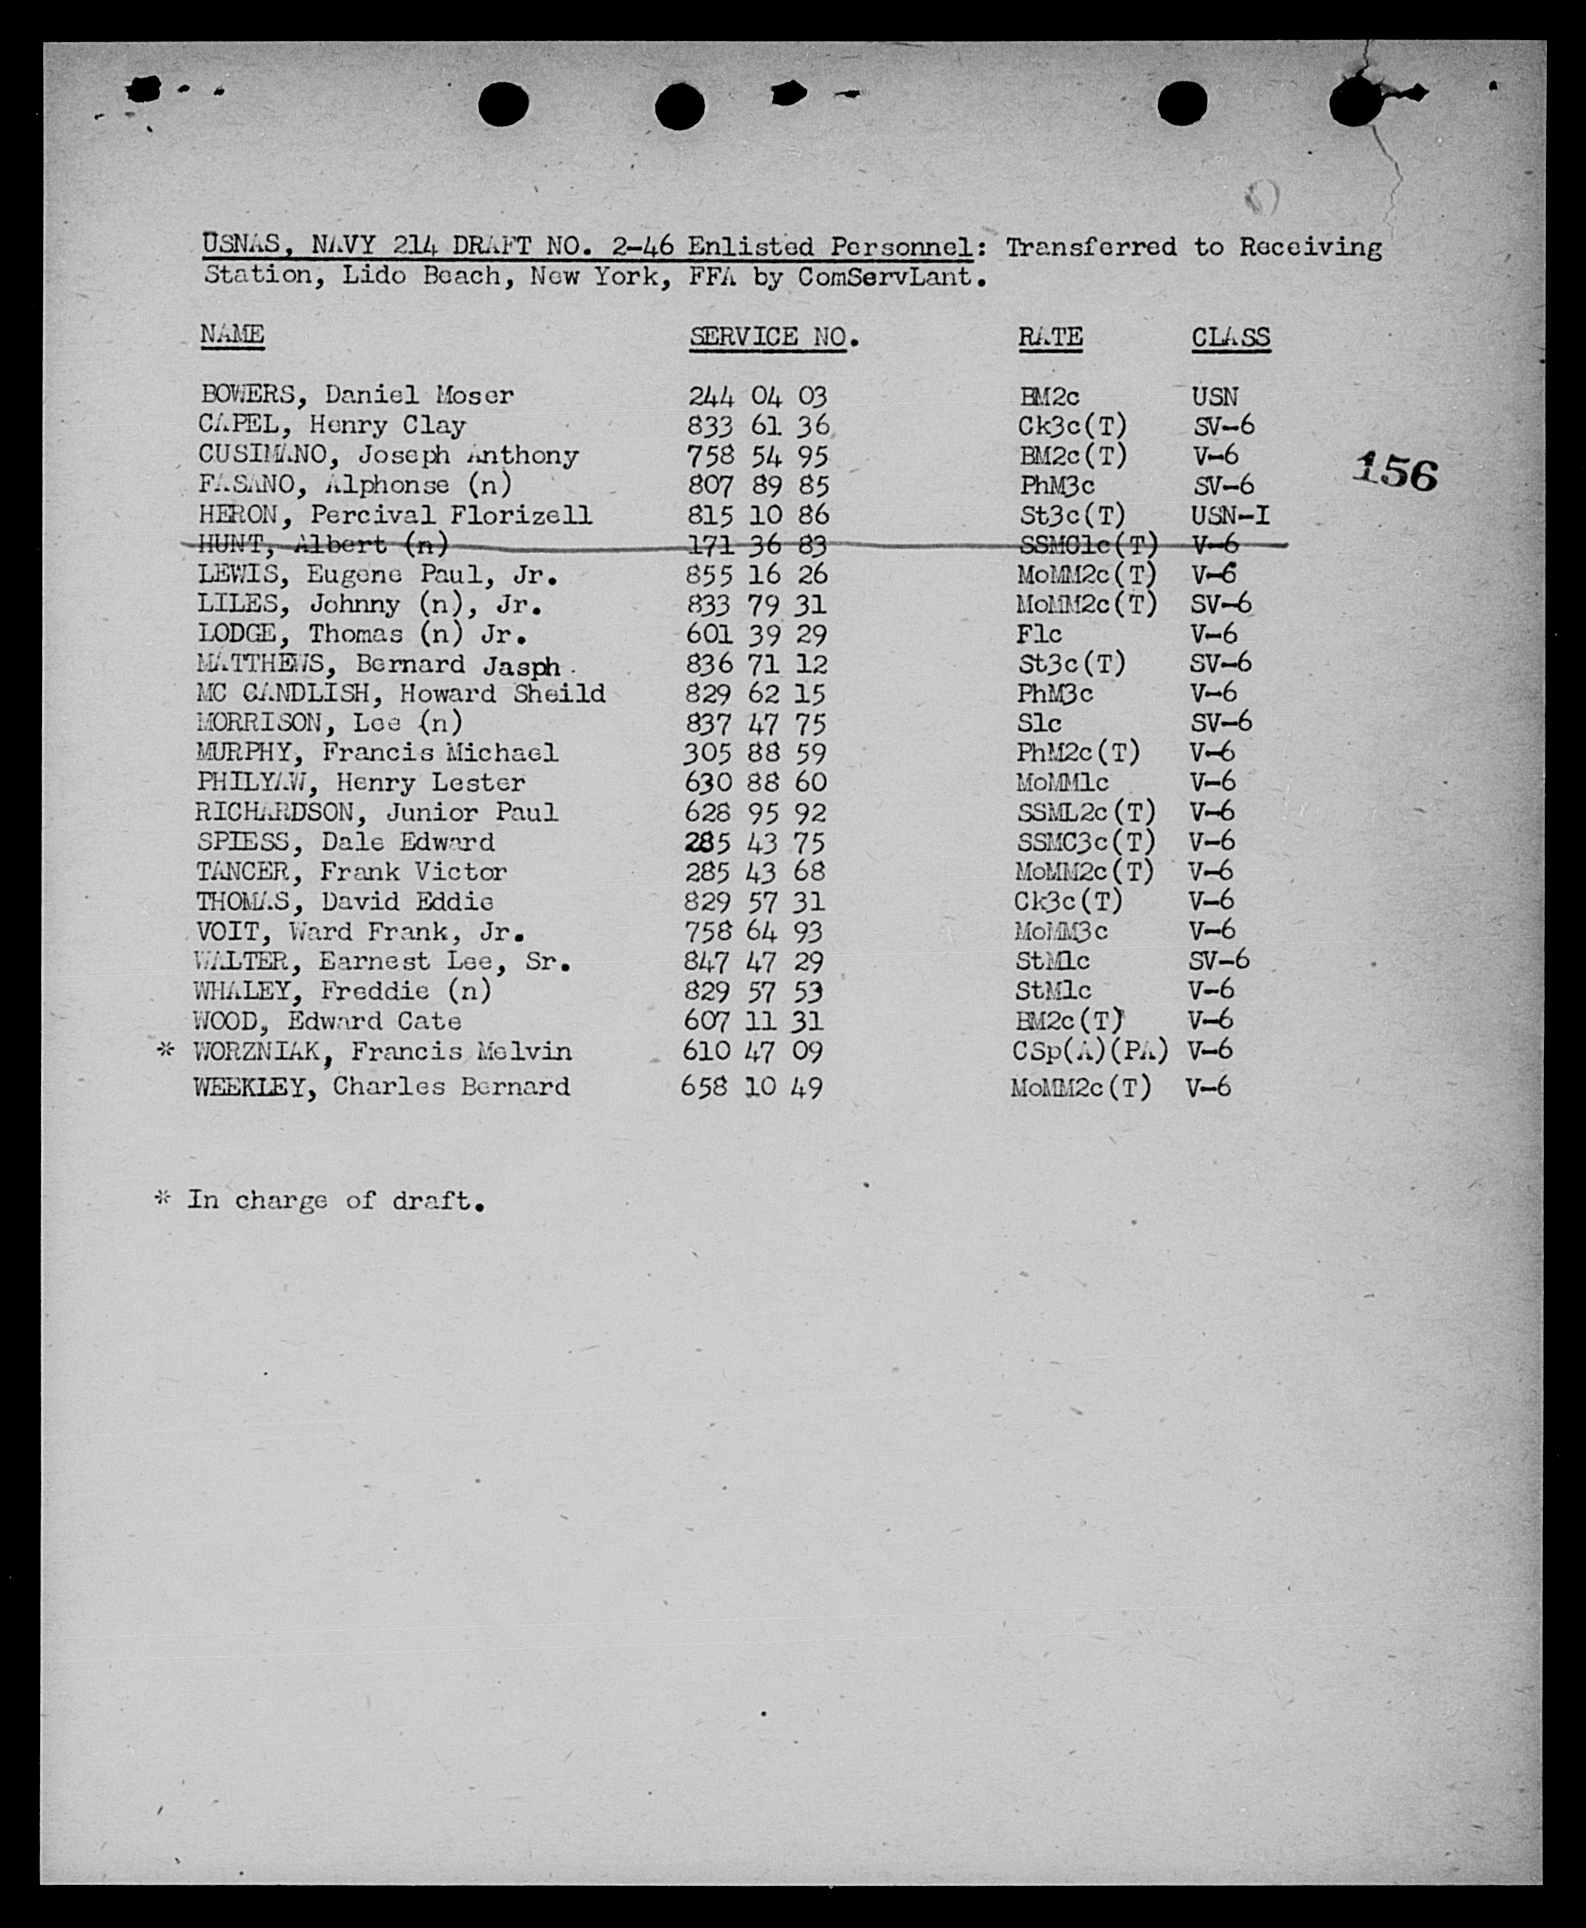 USNAS, NAVY 214 DRAFT NO. 2-46 Enlisted Personnel: Transferred to Receiving
Station, Lido Beach, New York, FFA by ComServLant.
NAME SERVICE NO. RATE CLASS
BOWERS, Daniel Moser 244 04 03 BM2c USN
CAPEL, Henry Clay 833 61 36 Ck3c(T) SV-6
CUSIMANO, Joseph Anthony 758 54 95 BM2c(T) V-6
156
FASANO, Alphonse (n) 807 89 85 PhM3c SV-6
HERON, Percival Florizell 815 10 86 St3c(T) USN-I
HUNT, Albert (n) 171 36 83 SSMC1c(T) V-6
LEWIS, Eugene Paul, Jr. 855 16 26 MoMM2c(T) V-6
LILES, Johnny (n), Jr. 833 79 31 MoMM2c(T) SV-6
LODGE, Thomas (n) Jr. 601 39 29 F1c V-6
MATTHEWS, Bernard Jasph. 836 71 12 St3c(T) SV-6
MC CANDLISH, Howard Sheild 829 62 15 PhM3c V-6
MORRISON, Lee (n) 837 47 75 S1c SV-6
MURPHY, Francis Michael 305 88 59 PhM2c(T) V-6
PHILYAW, Henry Lester 630 88 60 MoMM1c V-6
RICHARDSON, Junior Paul 628 95 92 SSML2c(T) V-6
SPIESS, Dale Edward 285 43 75 SSMC3c(T) V-6
TANCER, Frank Victor 285 43 68 MoMM2c(T) V-6
THOMAS, David Eddie 829 57 31 Ck3c(T) V-6
VOIT, Ward Frank, Jr. 758 64 93 MoMM3c V-6
WALTER, Earnest Lee, Sr. 847 47 29 StM1c SV-6
WHALEY, Freddie (n) 829 57 53 StM1c V-6
WOOD, Edward Cate 607 11 31 BM2c(T) V-6
* WORZNIAK, Francis Melvin 610 47 09 CSp(A)(PA) V-6
WEEKLEY, Charles Bernard 658 10 49 MoMM2c(T) V-6
* In charge of draft.